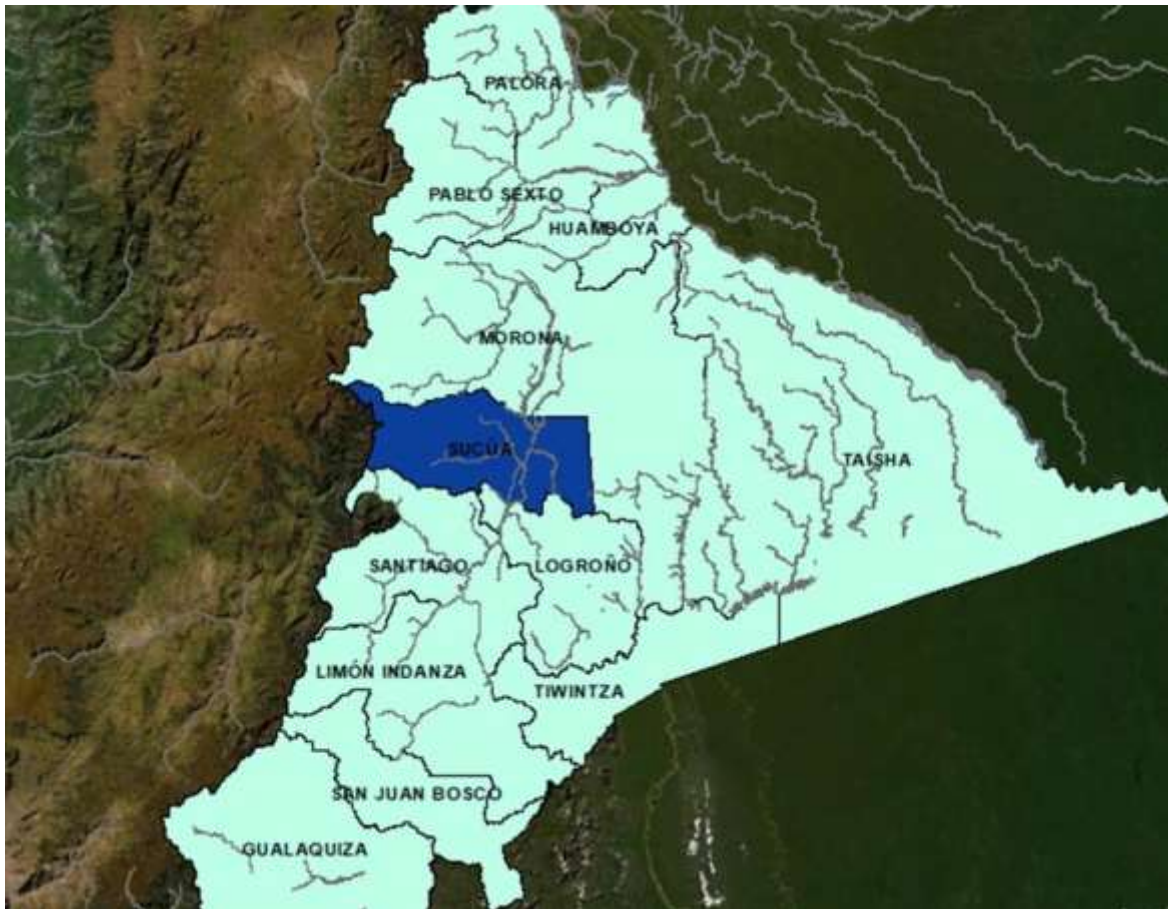 PALORA
PABLO SEXTO
HUAMBOYA
MORONA
SUCÚA
TAISHA
SANTIAGO
LOGROÑO
LIMÓN INDANZA
TIWINTZA
SAN JUAN BOSCO
GUALAQUIZA